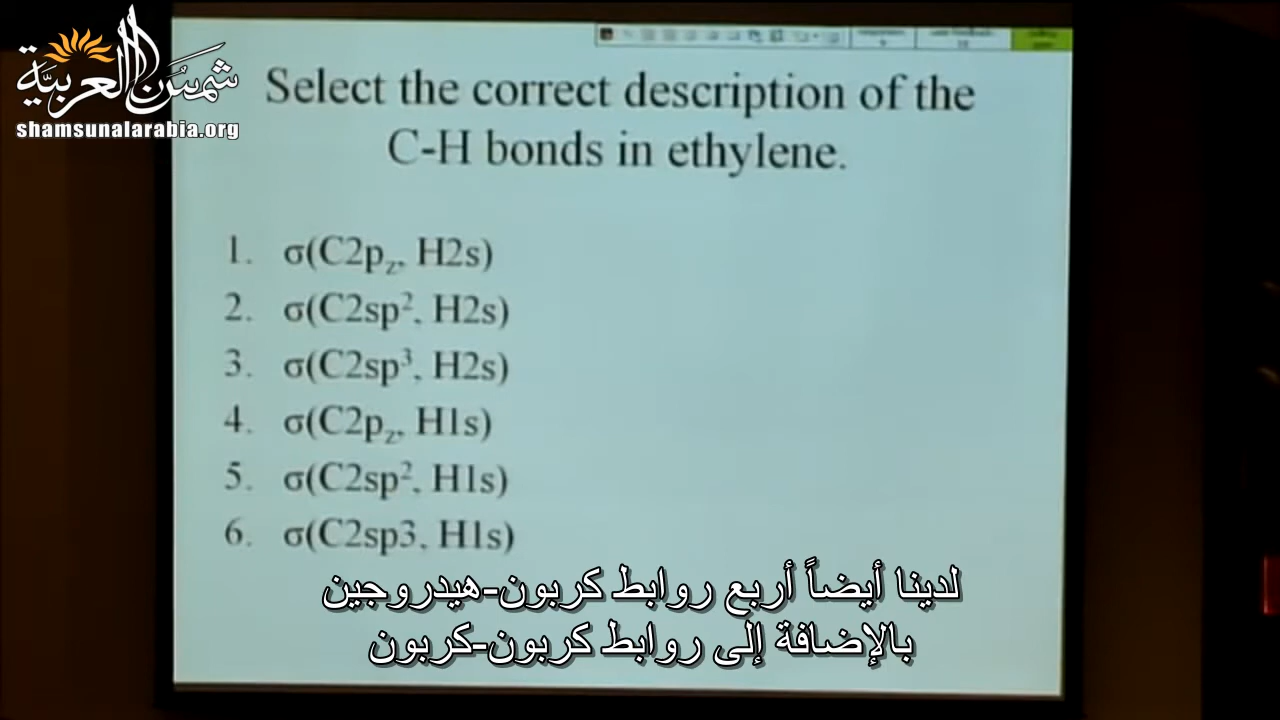 شمس العربية
shamsunalarabia.org
Select the correct description of the
C-H bonds in ethylene.
1. σ(C2p_z, H2s)
2. σ(C2sp², H2s)
3. σ(C2sp³, H2s)
4. σ(C2p_z, H1s)
5. σ(C2sp², H1s)
6. σ(C2sp3, H1s)
لدينا أيضاً أربع روابط كربون-هيدروجين
بالإضافة إلى روابط كربون-كربون